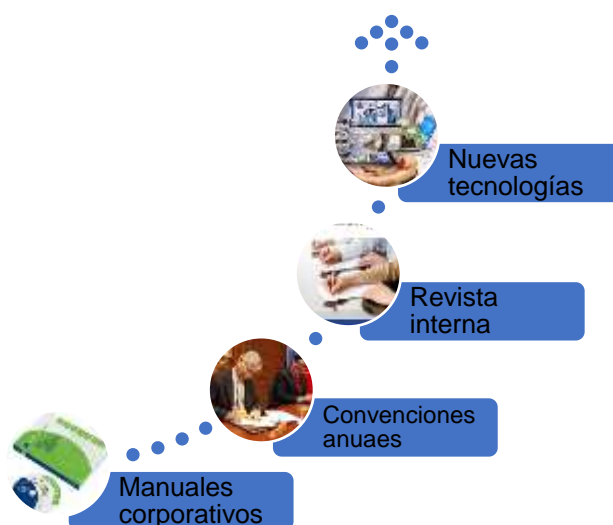 Nuevas
tecnologías
Revista
interna
Convenciones
anuaes
Manuales
corporativos